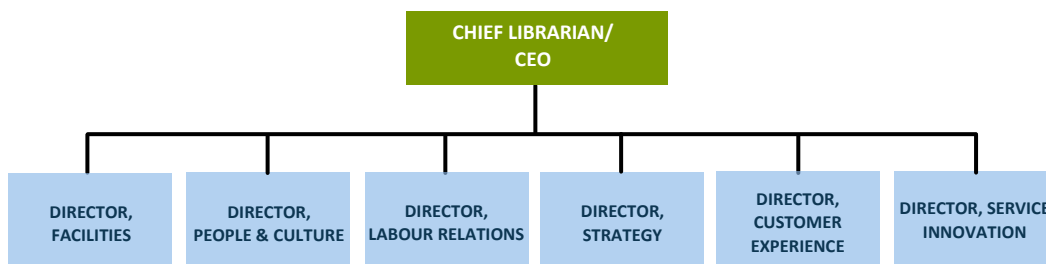 CHIEF LIBRARIAN/
CEO
DIRECTOR,
FACILITIES
DIRECTOR,
PEOPLE & CULTURE
DIRECTOR,
LABOUR RELATIONS
DIRECTOR,
STRATEGY
DIRECTOR,
CUSTOMER
EXPERIENCE
DIRECTOR, SERVICE
INNOVATION